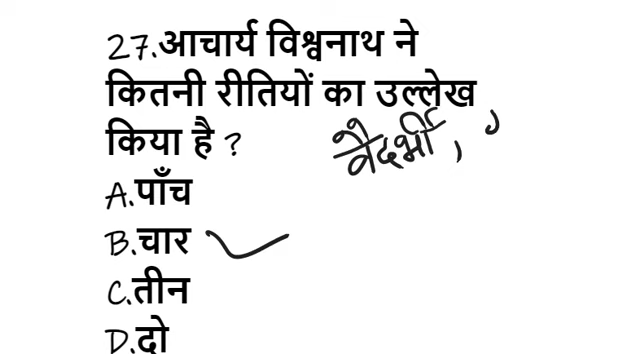 27.आचार्य विश्वनाथ ने
कितनी रीतियों का उल्लेख
किया है ?
वैदर्भी, ,
A.पाँच
B.चार
C.तीन
D.दो